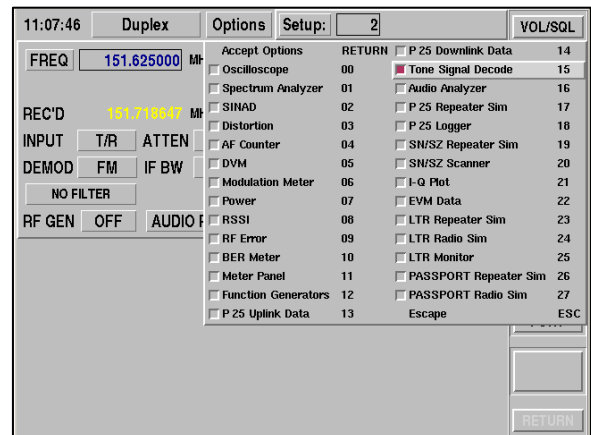 11:07:46 Duplex Options Setup: 2 VOL/SQL
FREQ 151.625000 MH
REC'D 151.718647 MH
INPUT T/R ATTEN
DEMOD FM IF BW
NO FILTER
RF GEN OFF AUDIO F
Accept Options RETURN
Oscilloscope 00
Spectrum Analyzer 01
SINAD 02
Distortion 03
AF Counter 04
DVM 05
Modulation Meter 06
Power 07
RSSI 08
RF Error 09
BER Meter 10
Meter Panel 11
Function Generators 12
P 25 Uplink Data 13
P 25 Downlink Data 14
Tone Signal Decode 15
Audio Analyzer 16
P 25 Repeater Sim 17
P 25 Logger 18
SN/SZ Repeater Sim 19
SN/SZ Scanner 20
I-Q Plot 21
EVM Data 22
LTR Repeater Sim 23
LTR Radio Sim 24
LTR Monitor 25
PASSPORT Repeater Sim 26
PASSPORT Radio Sim 27
Escape ESC
RETURN